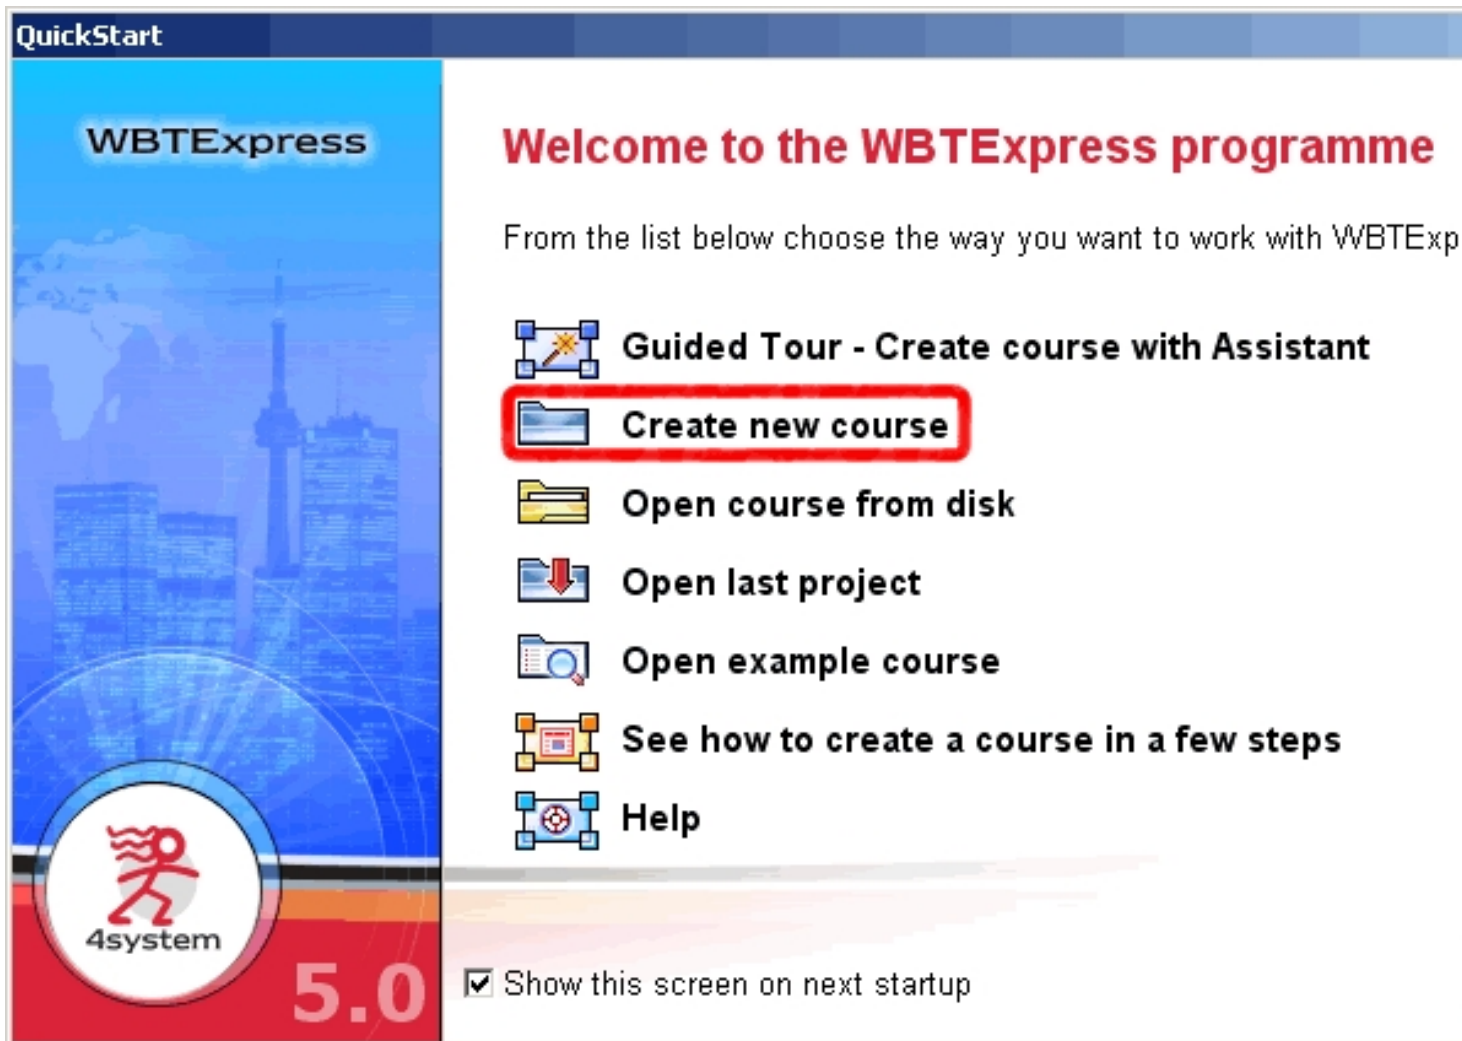 QuickStart
WBTExpress
Welcome to the WBTExpress programme
From the list below choose the way you want to work with WBTExp
Guided Tour - Create course with Assistant
Create new course
Open course from disk
Open last project
Open example course
See how to create a course in a few steps
Help
4system
5.0
Show this screen on next startup